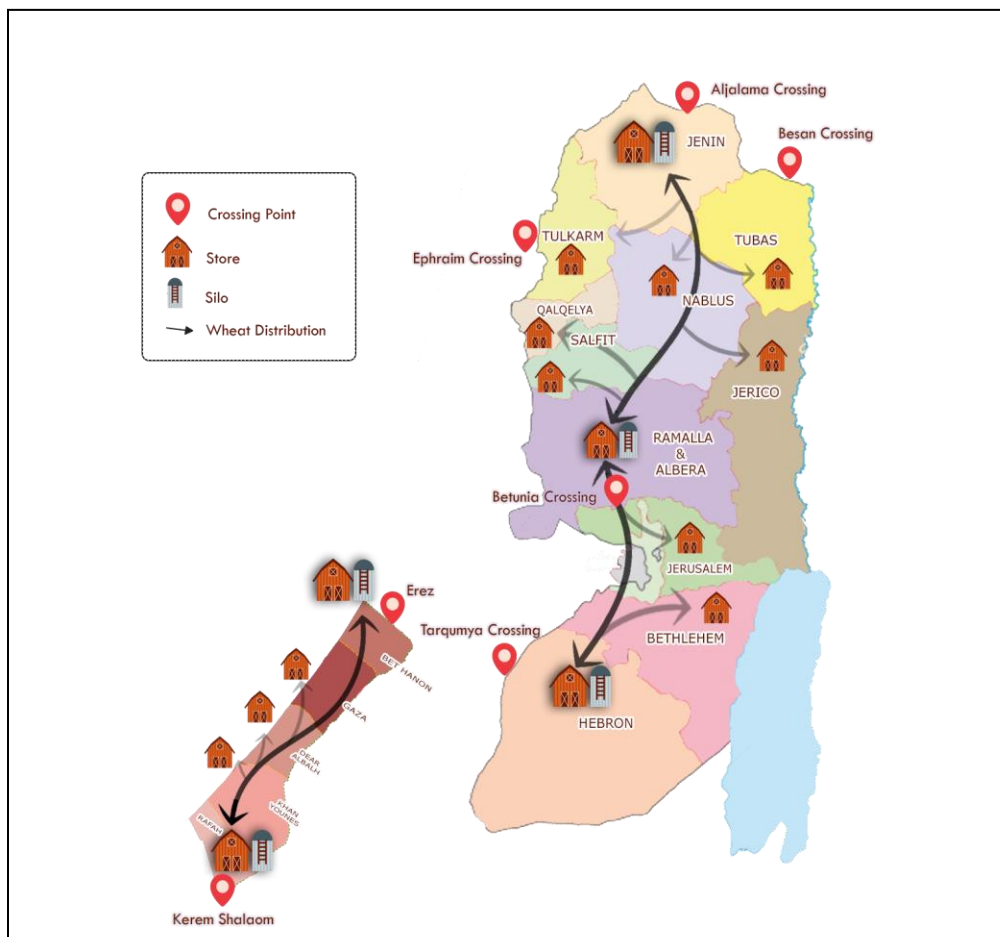 Aljalama Crossing
JENIN
Besan Crossing
Crossing Point
Store
Silo
Wheat Distribution
TULKARM
Ephraim Crossing
TUBAS
NABLUS
QALQELYA
SALFIT
JERICO
RAMALLA
&
ALBERA
Betunia Crossing
JERUSALEM
Erez
Tarqumya Crossing
BETHLEHEM
BET HANON
HEBRON
GAZA
DEAR
ALBALH
KHAN
YOUNES
RAFAH
Kerem Shalaom